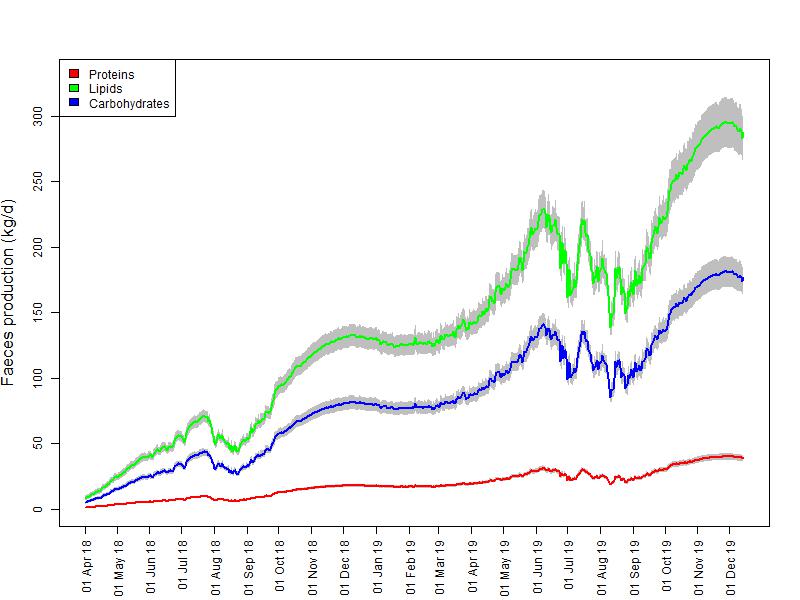 Proteins
Lipids
Carbohydrates
Faeces production (kg/d)
300
250
200
150
100
50
0
01 Apr 18
01 May 18
01 Jun 18
01 Jul 18
01 Aug 18
01 Sep 18
01 Oct 18
01 Nov 18
01 Dec 18
01 Jan 19
01 Feb 19
01 Mar 19
01 Apr 19
01 May 19
01 Jun 19
01 Jul 19
01 Aug 19
01 Sep 19
01 Oct 19
01 Nov 19
01 Dec 19